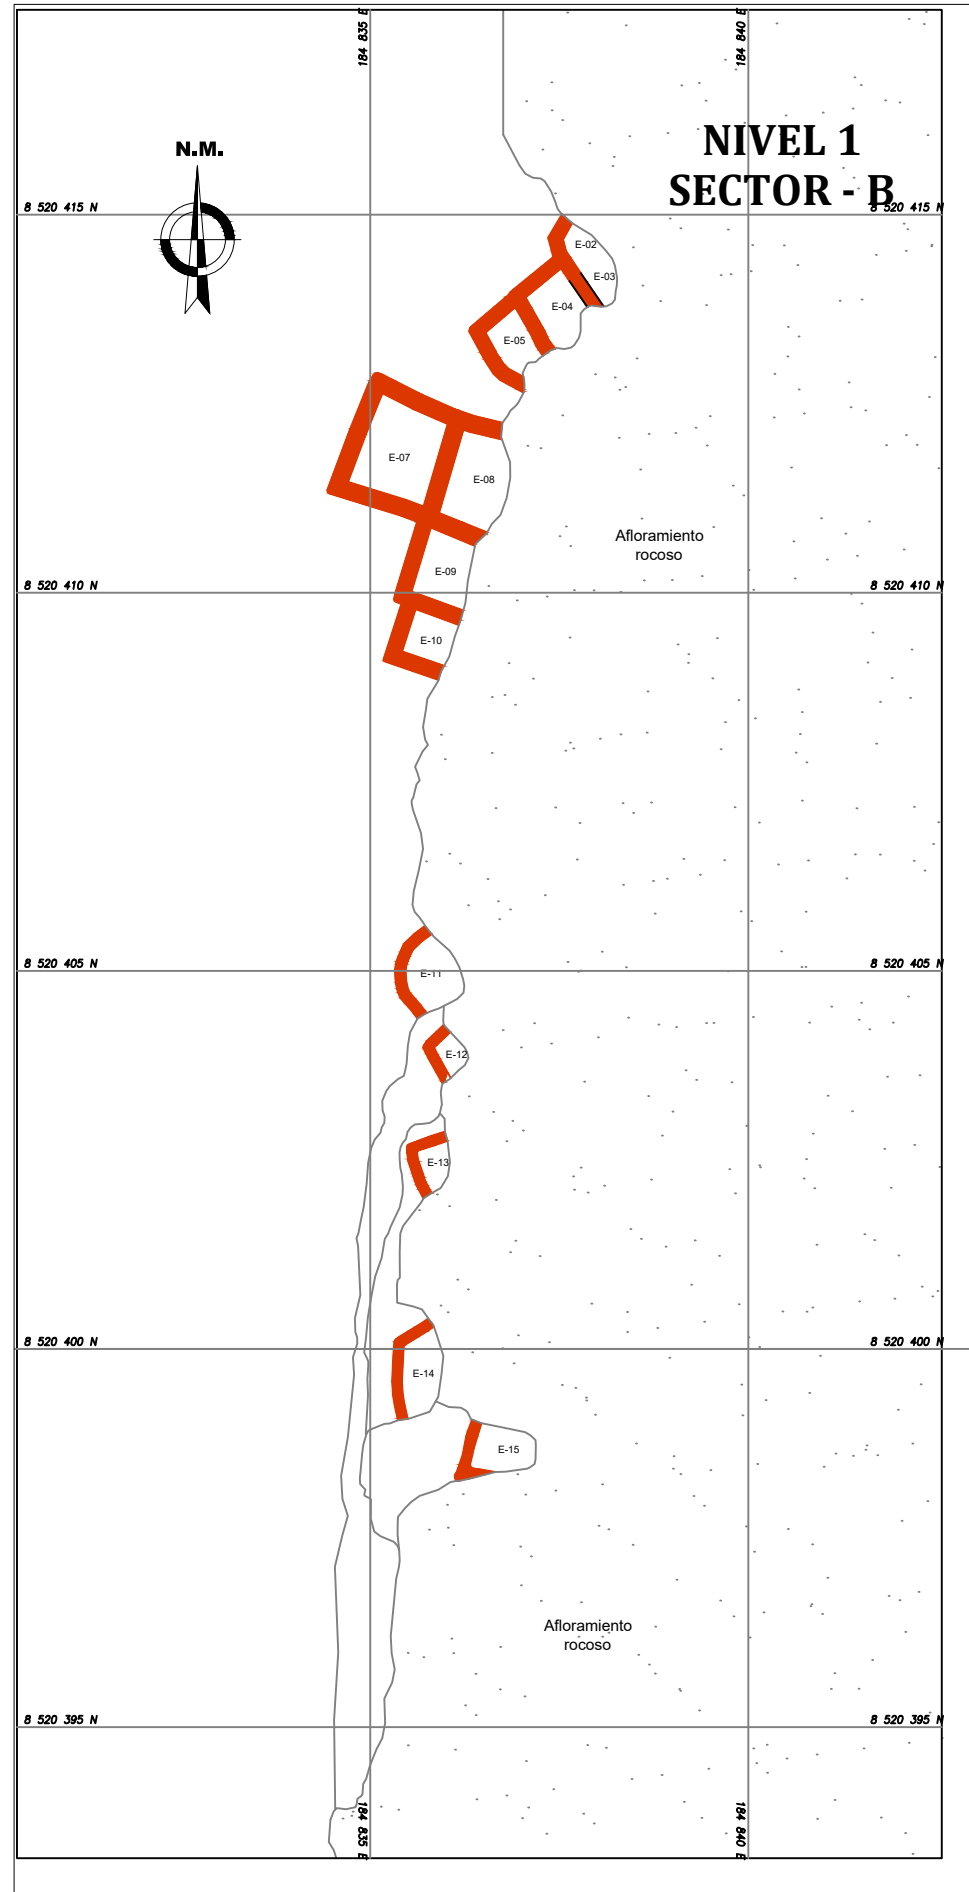 184 835 E
184 840 E
N.M.
NIVEL 1
SECTOR - B
8 520 415 N
8 520 415 N
E-02
E-03
E-04
E-05
E-07
E-08
Afloramiento
rocoso
E-09
8 520 410 N
8 520 410 N
E-10
8 520 405 N
8 520 405 N
E-11
E-12
E-13
8 520 400 N
8 520 400 N
E-14
E-15
Afloramiento
rocoso
8 520 395 N
8 520 395 N
184 835 E
184 840 E